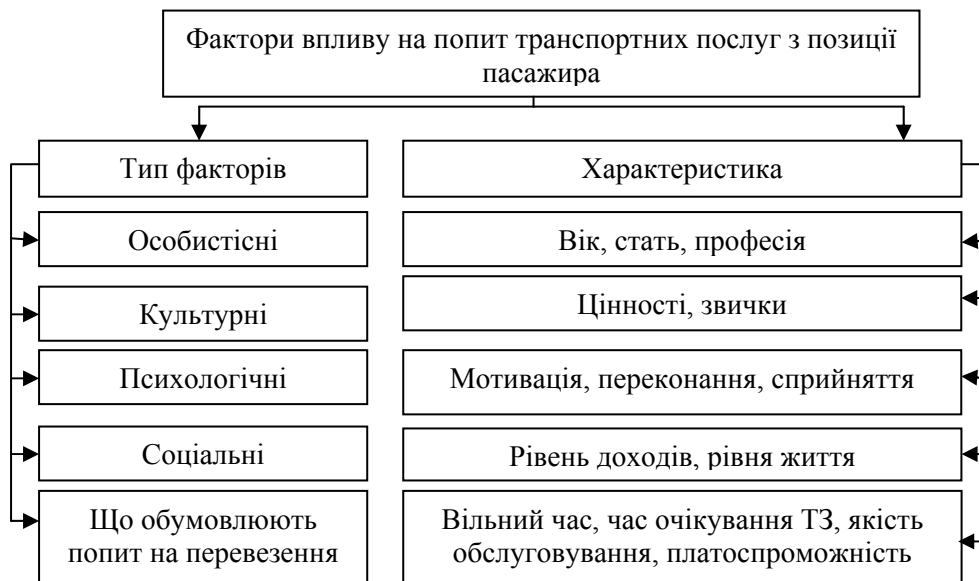 Фактори впливу на попит транспортних послуг з позиції
пасажира
Тип факторів
Характеристика
Особистісні
Вік, стать, професія
Культурні
Цінності, звички
Психологічні
Мотивація, переконання, сприйняття
Соціальні
Рівень доходів, рівня життя
Що обумовлюють
попит на перевезення
Вільний час, час очікування ТЗ, якість
обслуговування, платоспроможність